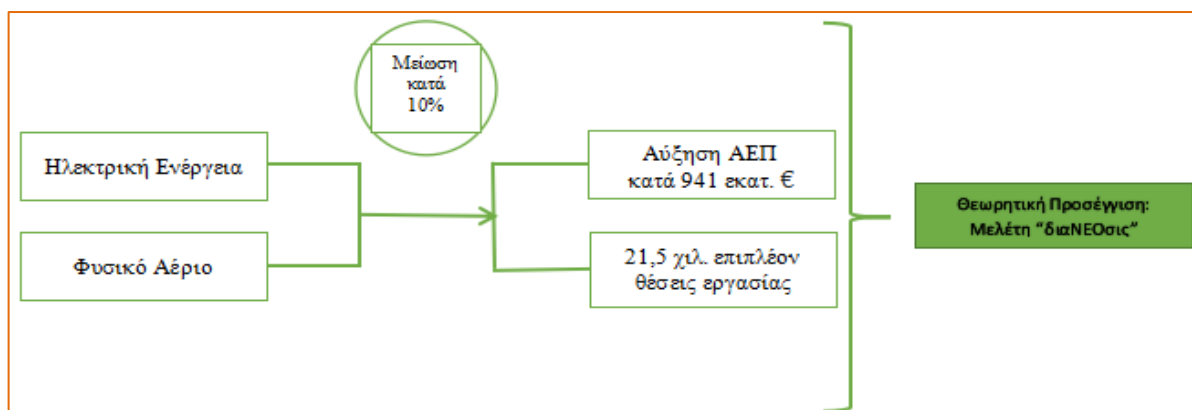 Μείωση
κατά
10%
Ηλεκτρική Ενέργεια
Φυσικό Αέριο
Αύξηση ΑΕΠ
κατά 941 εκατ. €
21,5 χιλ. επιπλέον
θέσεις εργασίας
Θεωρητική Προσέγγιση:
Μελέτη “διαΝΕΟσις”